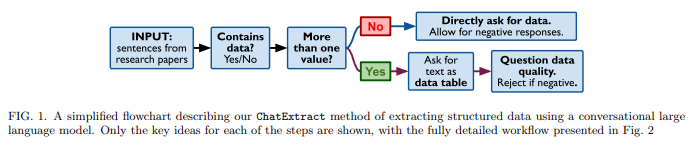 INPUT:
sentences from
research papers
Contains
data?
Yes/No
More
than one
value?
No
Directly ask for data.
Allow for negative responses.
Yes
Ask for
text as
data table
Question data
quality.
Reject if negative.
FIG. 1. A simplified flowchart describing our ChatExtract method of extracting structured data using a conversational large
language model. Only the key ideas for each of the steps are shown, with the fully detailed workflow presented in Fig. 2